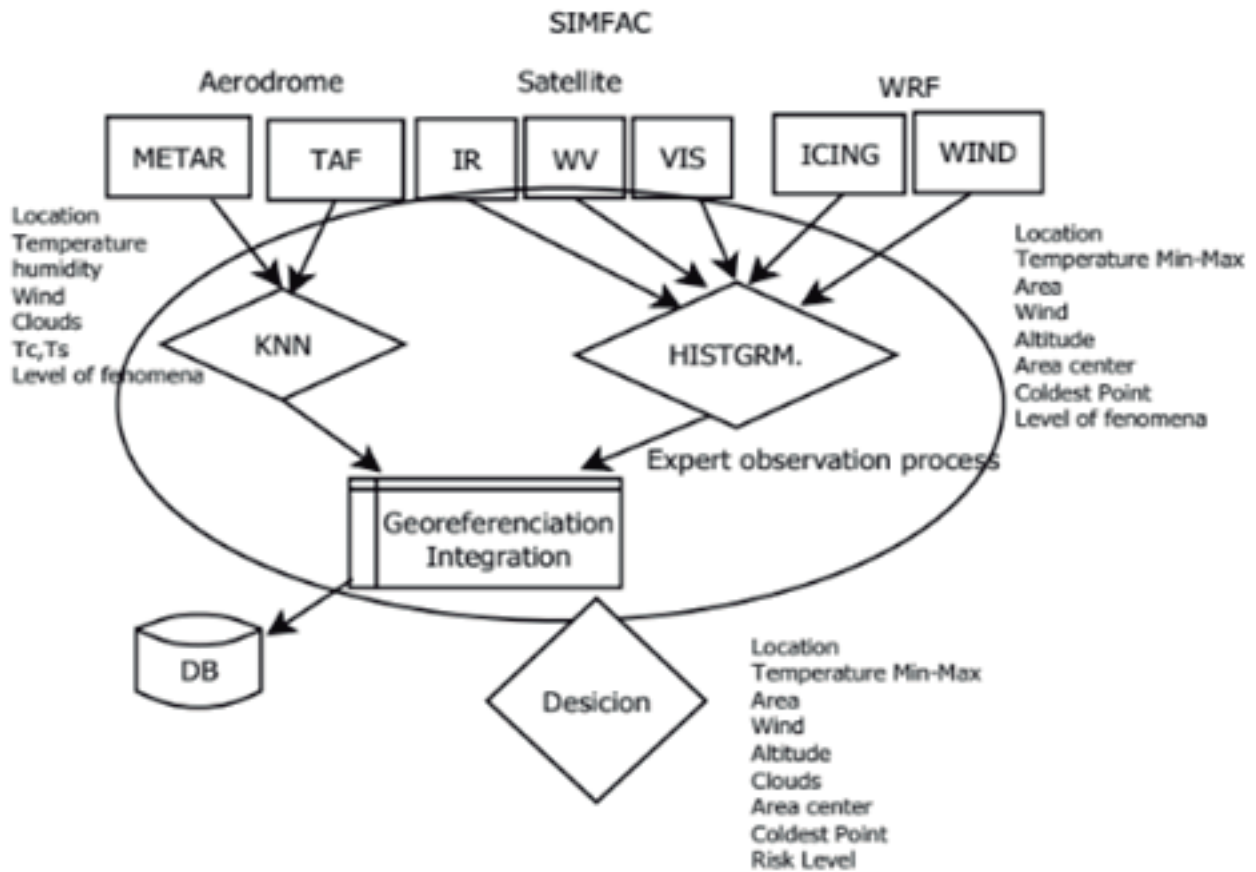 SIMFAC
Aerodrome
Satellite
WRF
METAR
TAF
IR
WV
VIS
ICING
WIND
Location
Temperature
humidity
Wind
Clouds
Tc,Ts
Level of fenomena
Location
Temperature Min-Max
Area
Wind
Altitude
Area center
Coldest Point
Level of fenomena
KNN
HISTGRM.
Expert observation process
Georeferenciation
Integration
DB
Desicion
Location
Temperature Min-Max
Area
Wind
Altitude
Clouds
Area center
Coldest Point
Risk Level